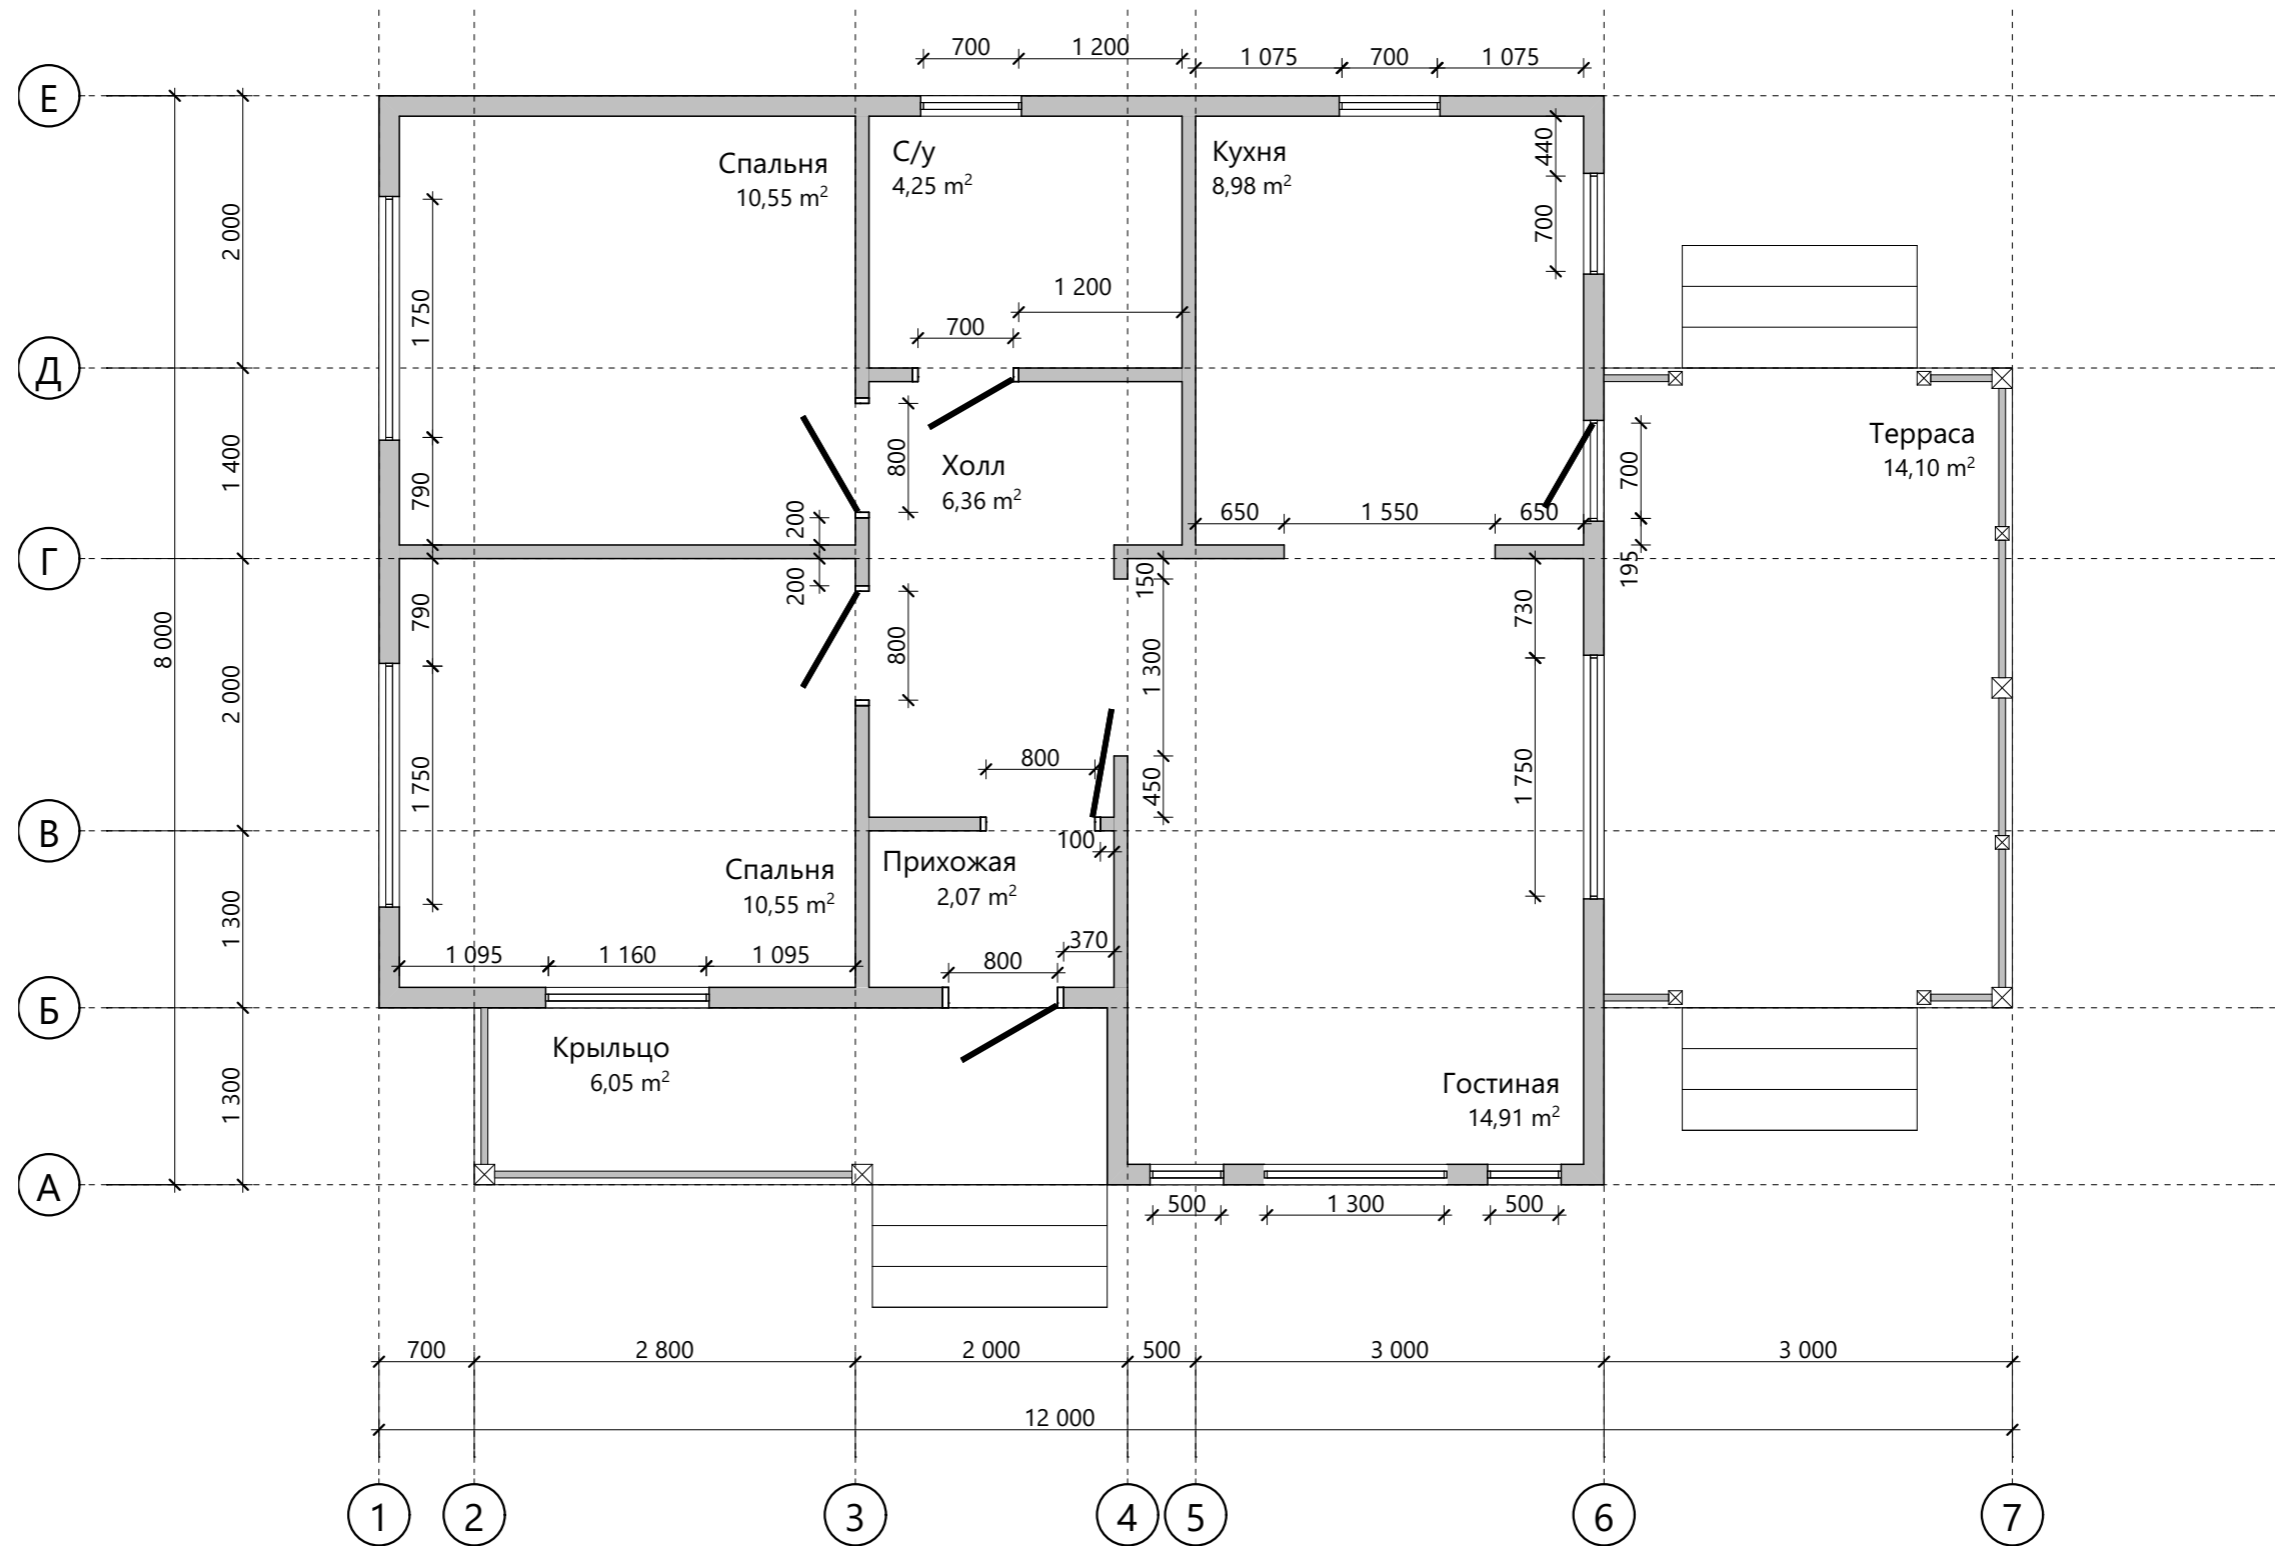 700
1 200
1 075
700
1 075
Е
Спальня
10,55 m²
С/у
4,25 m²
Кухня
8,98 m²
440
700
2 000
1 750
1 200
700
Д
1 400
790
200
800
Холл
6,36 m²
650
1 550
650
700
195
Терраса
14,10 m²
Г
8 000
2 000
790
1 750
200
800
150
1 300
450
730
1 750
800
100
В
1 300
Спальня
10,55 m²
Прихожая
2,07 m²
1 095
1 160
1 095
800
370
Б
1 300
Крыльцо
6,05 m²
Гостиная
14,91 m²
А
500
1 300
500
700
2 800
2 000
500
3 000
3 000
12 000
1
2
3
4
5
6
7